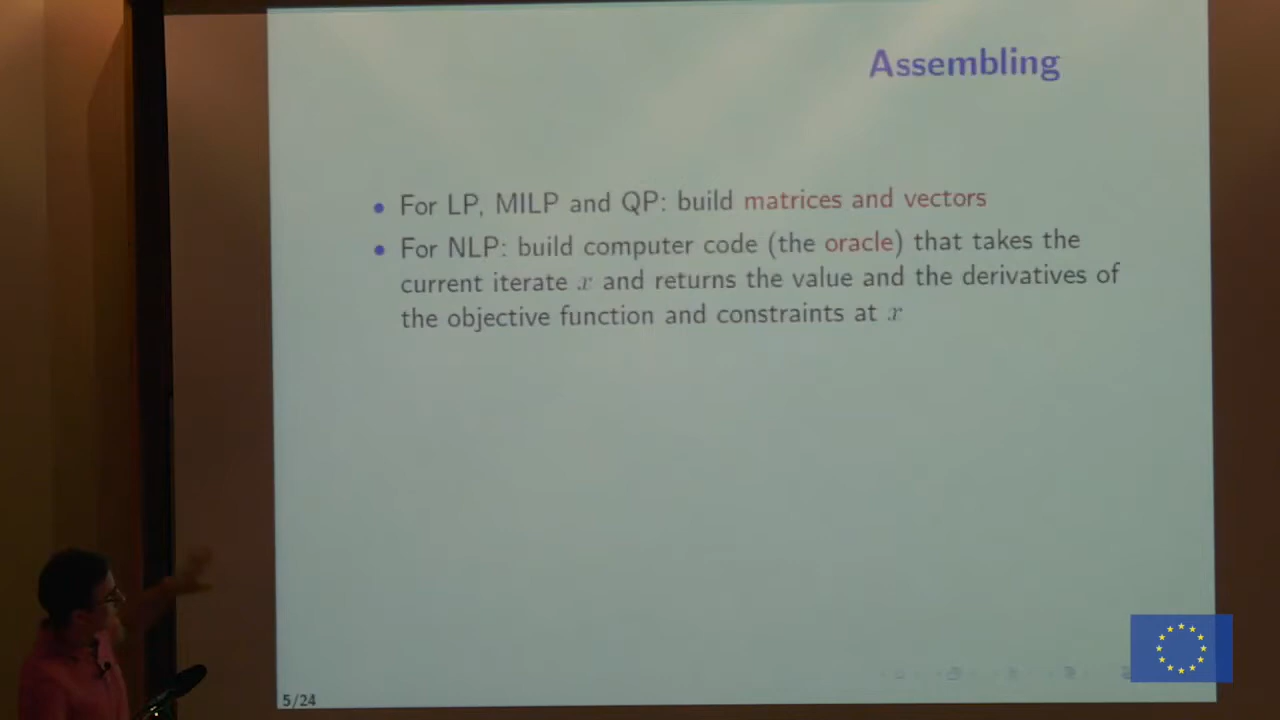 Assembling
• For LP, MILP and QP: build matrices and vectors
• For NLP: build computer code (the oracle) that takes the
current iterate x and returns the value and the derivatives of
the objective function and constraints at x
5/24